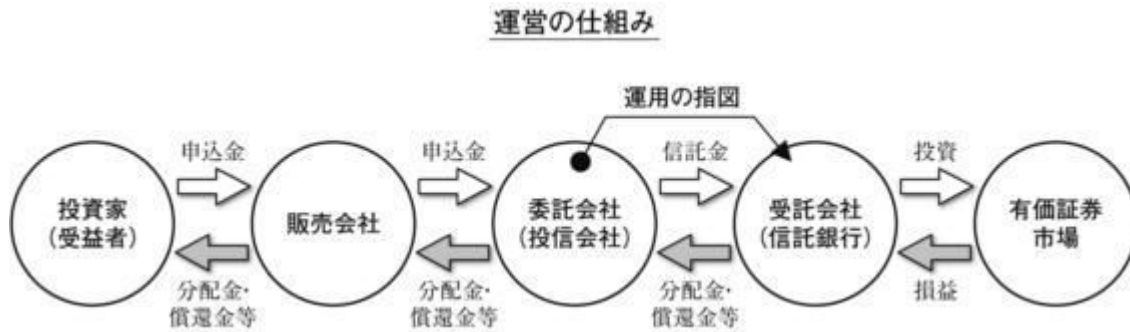 運営の仕組み
運用の指図
申込金
申込金
信託金
投資
投資家
（受益者）
販売会社
委託会社
（投信会社）
受託会社
（信託銀行）
有価証券
市場
分配金・
償還金等
分配金・
償還金等
分配金・
償還金等
損益